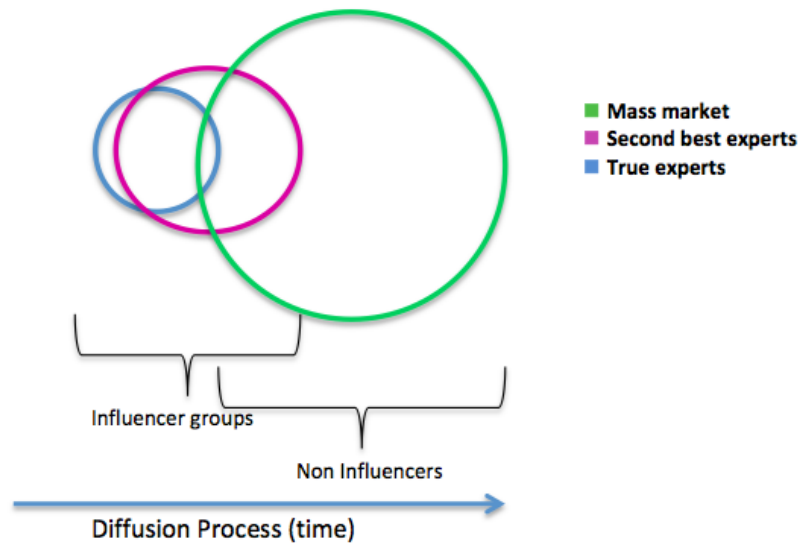 Mass market
Second best experts
True experts
Influencer groups
Non Influencers
Diffusion Process (time)